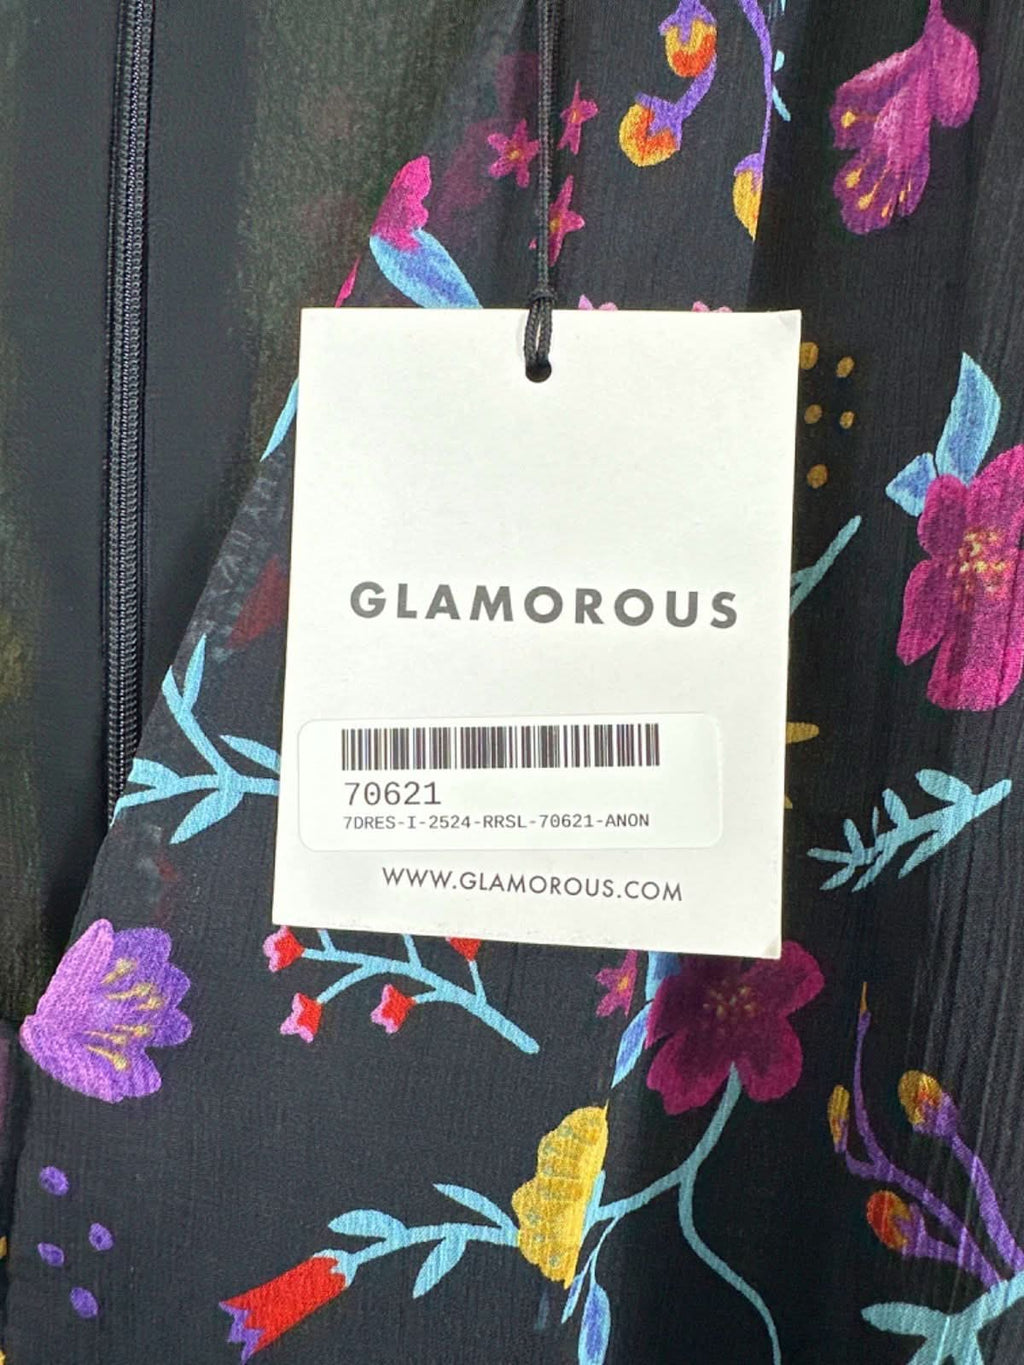 GLAMOROUS
70621
7DRES-I-2524-RRSL-70621-ANON
WWW.GLAMOROUS.COM